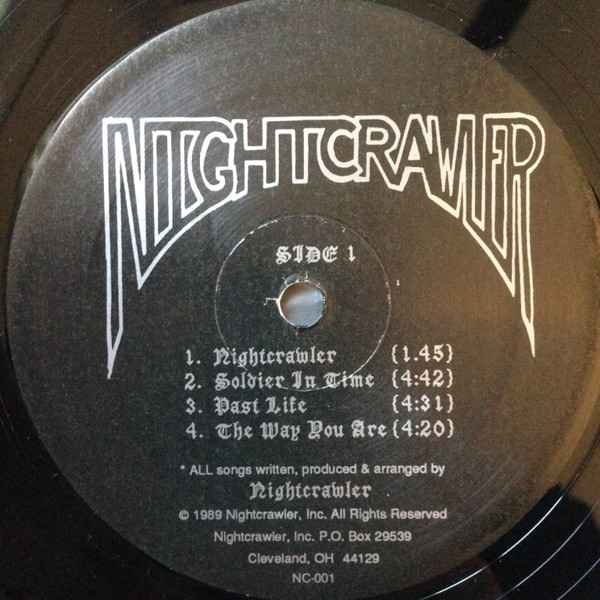 NIGHTCRAWLER
SIDE 1
1. Nightcrawler {1.45}
2. Soldier In Time {4:42}
3. Past Life {4:31}
4. The Way You Are {4:20}
* ALL songs written, produced & arranged by
Nightcrawler
© 1989 Nightcrawler, Inc. All Rights Reserved
Nightcrawler, Inc. P.O. Box 29539
Cleveland, OH 44129
NC-001